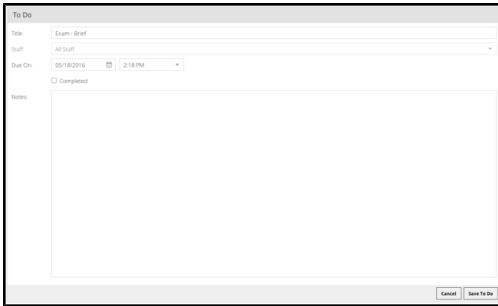 To Do
Title: Exam - Brief
Staff: All Staff
Due On: 05/18/2016 2:18 PM
Completed
Notes:
Cancel Save To Do